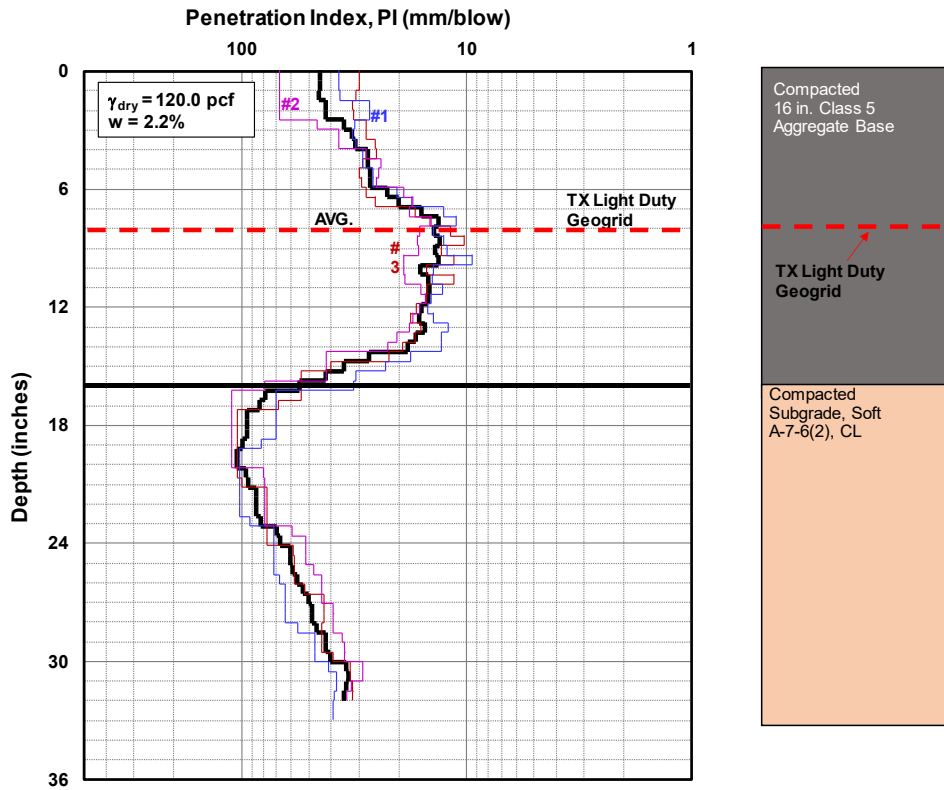 Penetration Index, PI (mm/blow)
100
10
1
0
6
12
18
24
30
36
Depth (inches)
γdry = 120.0 pcf
w = 2.2%
#2
#1
AVG.
#
3
TX Light Duty
Geogrid
Compacted
16 in. Class 5
Aggregate Base
TX Light Duty
Geogrid
Compacted
Subgrade, Soft
A-7-6(2), CL